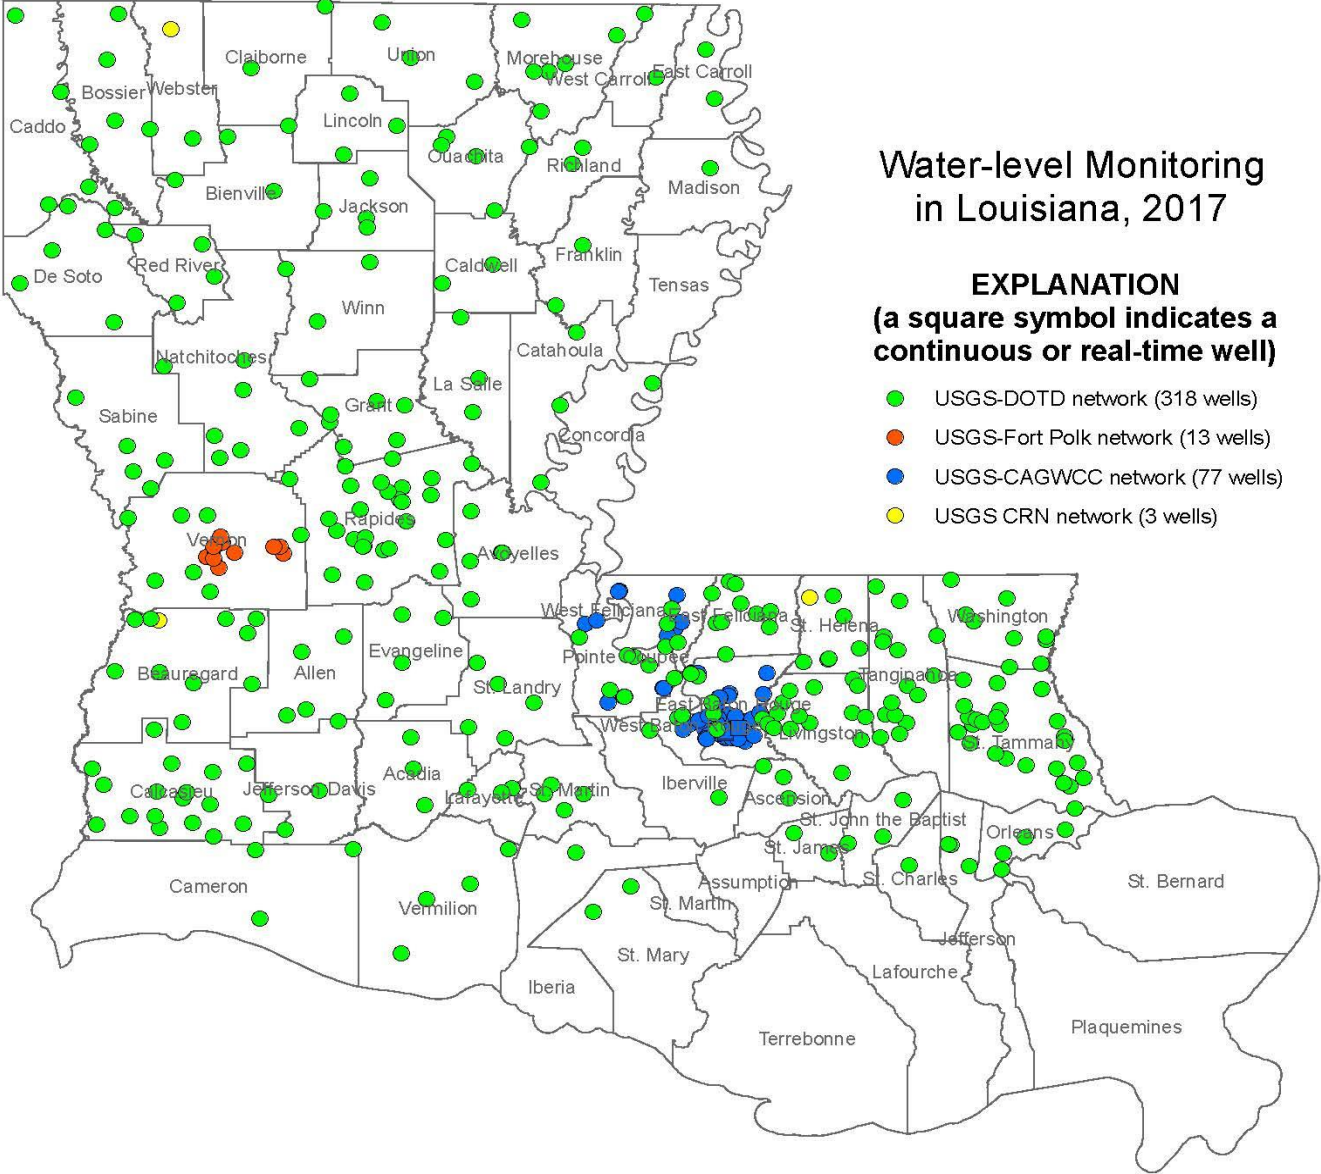 Water-level Monitoring
in Louisiana, 2017
EXPLANATION
(a square symbol indicates a
continuous or real-time well)
USGS-DOTD network (318 wells)
USGS-Fort Polk network (13 wells)
USGS-CAGWCC network (77 wells)
USGS CRN network (3 wells)
Claiborne
Union
Morehouse
West Carroll
East Carroll
Bossier
Webster
Caddo
Lincoln
Ouachita
Richland
Madison
Bienville
Jackson
De Soto
Red River
Caldwell
Franklin
Tensas
Winn
Natchitoches
Catahoula
La Salle
Sabine
Grant
Concordia
Rapides
Vernon
Avoyelles
West Feliciana
East Feliciana
St. Helena
Washington
Beauregard
Allen
Evangeline
Pointe Coupee
St. Landry
Tangipahoa
East Baton Rouge
West Baton Rouge
Livingston
St. Tammany
Calcasieu
Jefferson Davis
Acadia
Lafayette
St. Martin
Iberville
Ascension
St. John the Baptist
Orleans
St. James
Cameron
Vermilion
Assumption
St. Charles
St. Bernard
St. Martin
St. Mary
Jefferson
Lafourche
Iberia
Terrebonne
Plaquemines